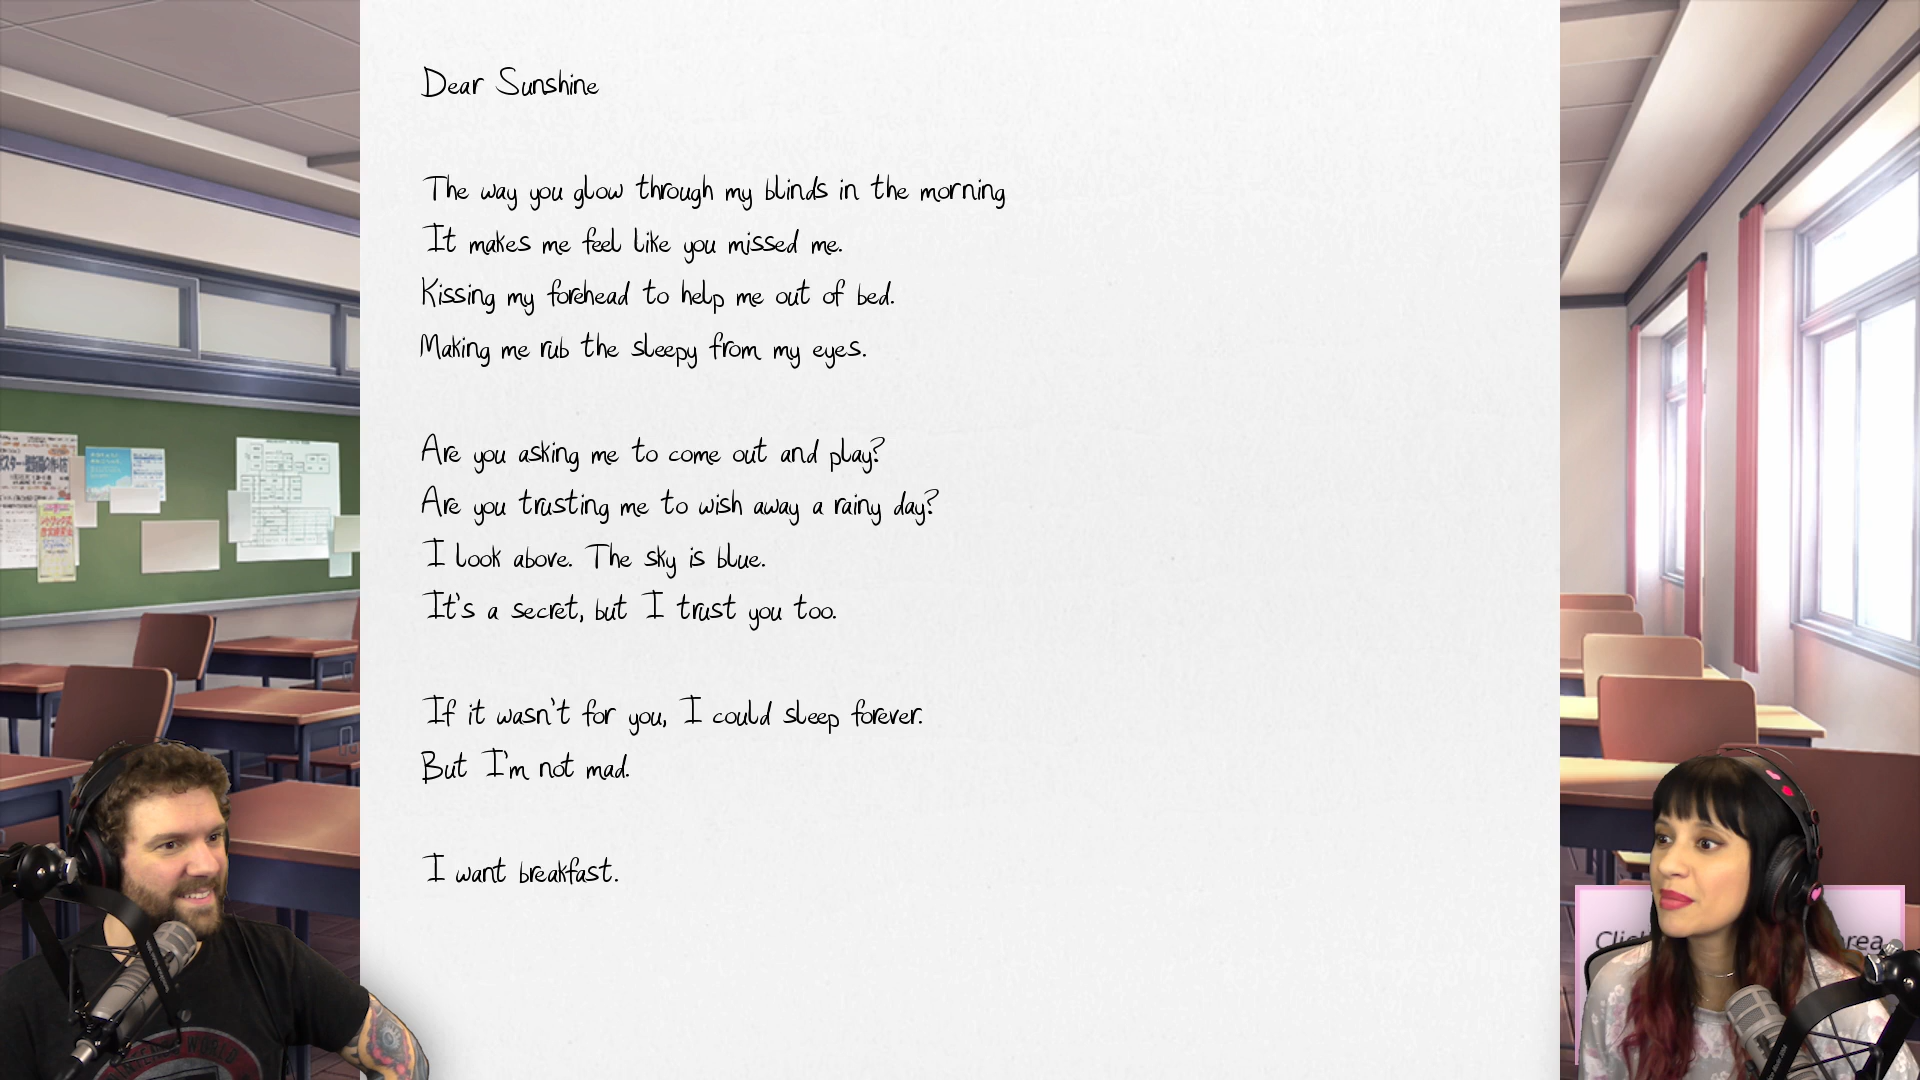 Dear Sunshine
The way you glow through my blinds in the morning
It makes me feel like you missed me.
Kissing my forehead to help me out of bed.
Making me rub the sleepy from my eyes.
Are you asking me to come out and play?
Are you trusting me to wish away a rainy day?
I look above. The sky is blue.
It's a secret, but I trust you too.
If it wasn't for you, I could sleep forever.
But I'm not mad.
I want breakfast.